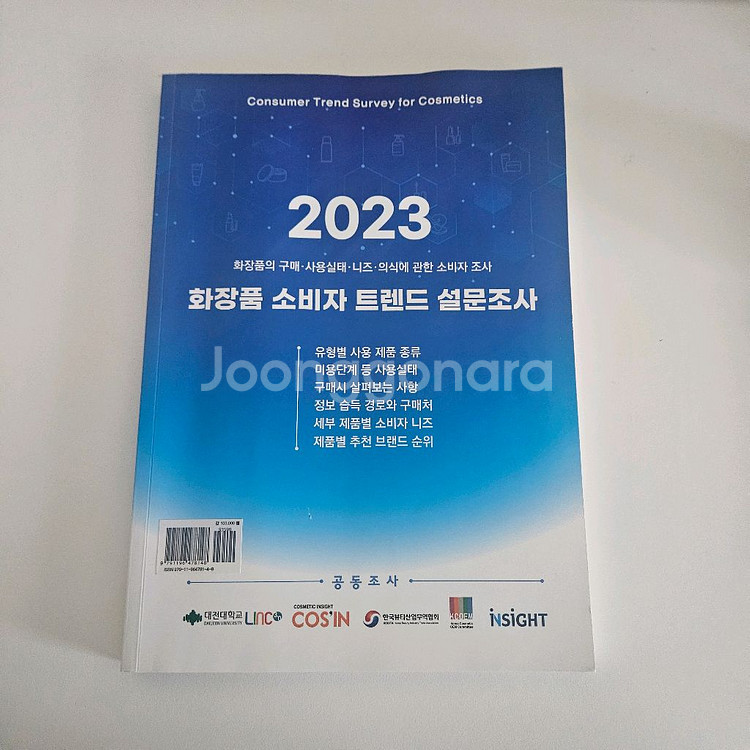 Consumer Trend Survey for Cosmetics
2023
화장품의 구매·사용실태·니즈·의식에 관한 소비자 조사
화장품 소비자 트렌드 설문조사
유형별 사용 제품 종류
미용단계 등 사용실태
Joonggonara
구매시 살펴보는 사항
정보 습득 경로와 구매처
세부 제품별 소비자 니즈
제품별 추천 브랜드 순위
공동조사
대전대학교
DAEJEON UNIVERSITY
LINC
COSMETIC INSIGHT
COS'IN
한국뷰티산업무역협회
KCOEM
iNSIGHT